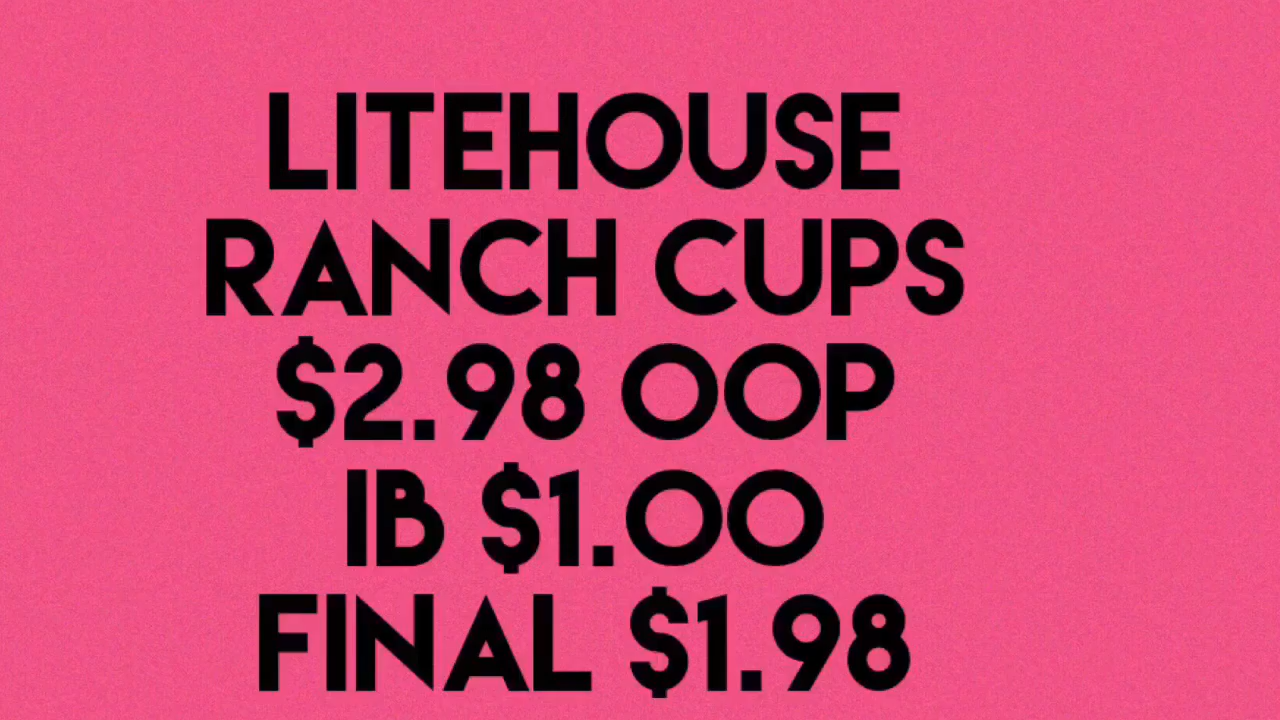 LITEHOUSE
RANCH CUPS
$2.98 OOP
IB $1.00
FINAL $1.98